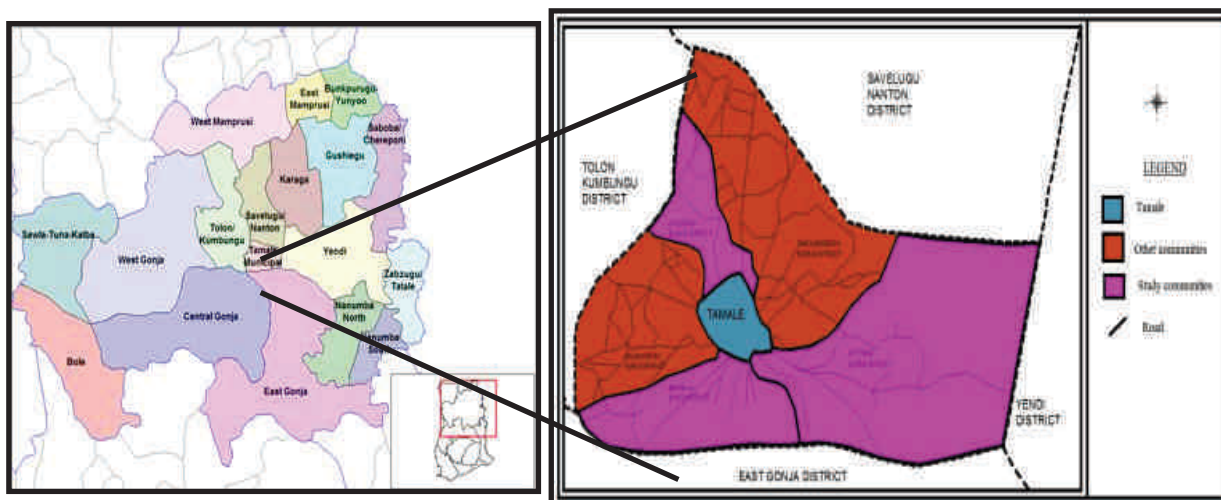 East
Mamprusi
Bunkpurugu-
Yunyoo
West Mamprusi
Saboba/
Chereponi
Gushiegu
Karaga
Savelugu/
Nanton
Tolon/
Kumbungu
Sawla-Tuna-Kalba
West Gonja
Tamale
Municipal
Yendi
Zabzugu/
Tatale
Central Gonja
Nanumba
North
Nanumba
South
Bole
East Gonja
SAVELUGU
NANTON
DISTRICT
TOLON
KUMBUNGU
DISTRICT
TAMALE
YENDI
DISTRICT
EAST GONJA DISTRICT
LEGEND
Tamale
Other communities
Study communities
Road